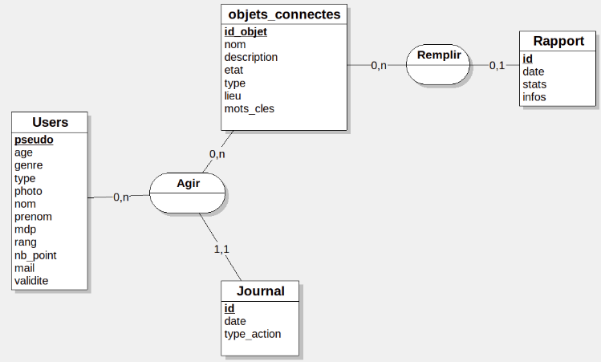 objets_connectes
id_objet
nom
description
etat
type
lieu
mots_cles
0,n
Remplir
0,1
Rapport
id
date
stats
infos
Users
pseudo
age
genre
type
photo
nom
prenom
mdp
rang
nb_point
mail
validite
0,n
Agir
0,n
1,1
Journal
id
date
type_action